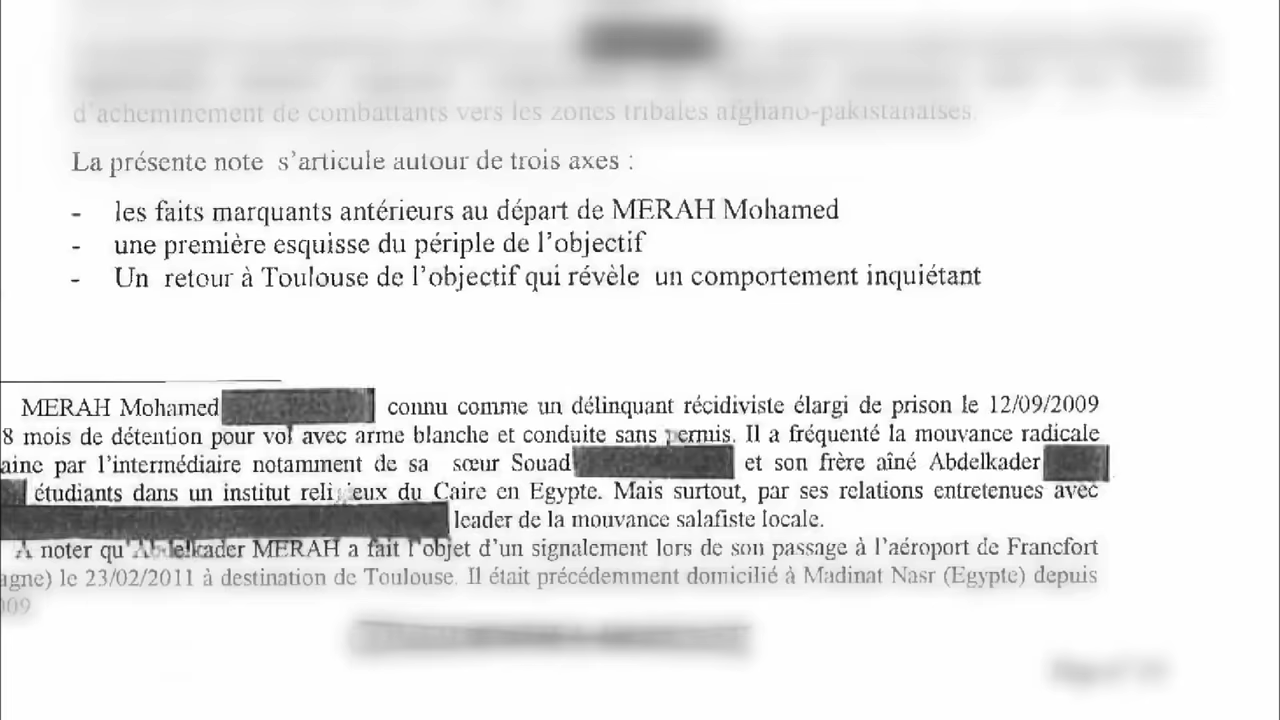 d'acheminement de combattants vers les zones tribales afghano-pakistanaises.
La présente note s'articule autour de trois axes :
- les faits marquants antérieurs au départ de MERAH Mohamed
- une première esquisse du périple de l'objectif
- Un retour à Toulouse de l'objectif qui révèle un comportement inquiétant
MERAH Mohamed connu comme un délinquant récidiviste élargi de prison le 12/09/2009
8 mois de détention pour vol avec arme blanche et conduite sans permis. Il a fréquenté la mouvance radicale
aine par l'intermédiaire notamment de sa sœur Souad et son frère aîné Abdelkader
étudiants dans un institut religieux du Caire en Egypte. Mais surtout, par ses relations entretenues avec
leader de la mouvance salafiste locale.
A noter qu'Abdelkader MERAH a fait l'objet d'un signalement lors de son passage à l'aéroport de Francfort
agne) le 23/02/2011 à destination de Toulouse. Il était précédemment domicilié à Madinat Nasr (Egypte) depuis
009